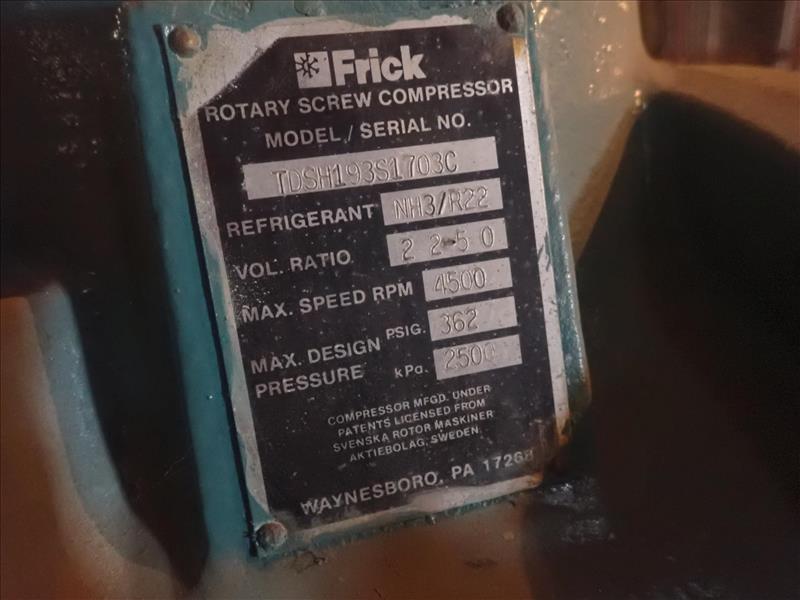 Frick
ROTARY SCREW COMPRESSOR
MODEL / SERIAL NO.
TDSH193S1703C
REFRIGERANT NH3/R22
VOL. RATIO 2 2-5 0
MAX. SPEED RPM 4500
MAX. DESIGN PRESSURE PSIG. 362
kPa. 2500
COMPRESSOR MFGD. UNDER
PATENTS LICENSED FROM
SVENSKA ROTOR MASKINER
AKTIEBOLAG, SWEDEN
WAYNESBORO, PA 17268